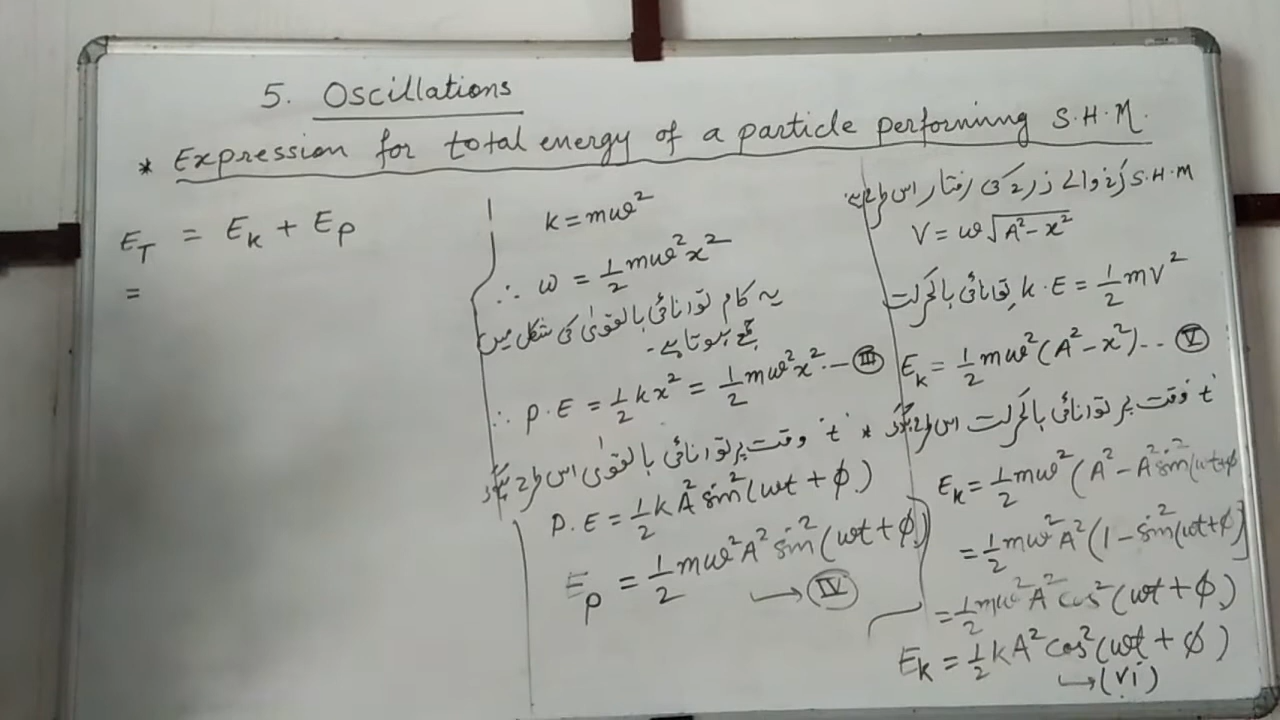 5. Oscillations
* Expression for total energy of a particle performing S.H.M.
E_T = E_k + E_p
=
k = mω²
∴ W = 1/2 mω²x²
یہ کام توانائی بالقویٰ کی شکل میں
جمع ہوتا ہے۔
∴ P.E = 1/2 kx² = 1/2 mω²x² -- (III)
* 't' وقت پر توانائی بالقویٰ اس طرح ہوگی
P.E = 1/2 kA² sin²(ωt + φ)
E_p = 1/2 mω²A² sin²(ωt + φ)
→ (IV)
S.H.M کرنے والے ذرے کی رفتار اس طرح ہے
V = ω√(A² - x²)
توانائی بالحرکت K.E = 1/2 mV²
E_k = 1/2 mω²(A² - x²) -- (V)
't' وقت پر توانائی بالحرکت اس طرح ہوگی
E_k = 1/2 mω²(A² - A² sin²(ωt+φ
= 1/2 mω²A²(1 - sin²(ωt+φ)]
= 1/2 mω²A² cos²(ωt + φ)
E_k = 1/2 kA² cos²(ωt + φ)
→ (VI)